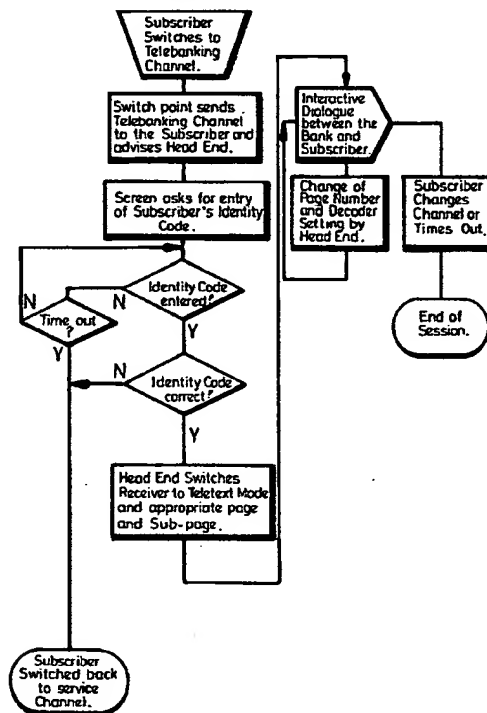 Subscriber
Switches to
Telebanking
Channel.
Switch point sends
Telebanking Channel
to the Subscriber and
advises Head End.
Screen asks for entry
of Subscriber's Identity
Code.
N
N
Identity Code
entered?
Time out
?
Y
Y
N
Identity Code
correct?
Y
Head End Switches
Receiver to Teletext Mode
and appropriate page
and Sub-page.
Subscriber
Switched back
to service
Channel.
Interactive
Dialogue
between the
Bank and
Subscriber.
Change of
Page Number
and Decoder
Setting by
Head End.
Subscriber
Changes
Channel or
Times Out.
End of
Session.